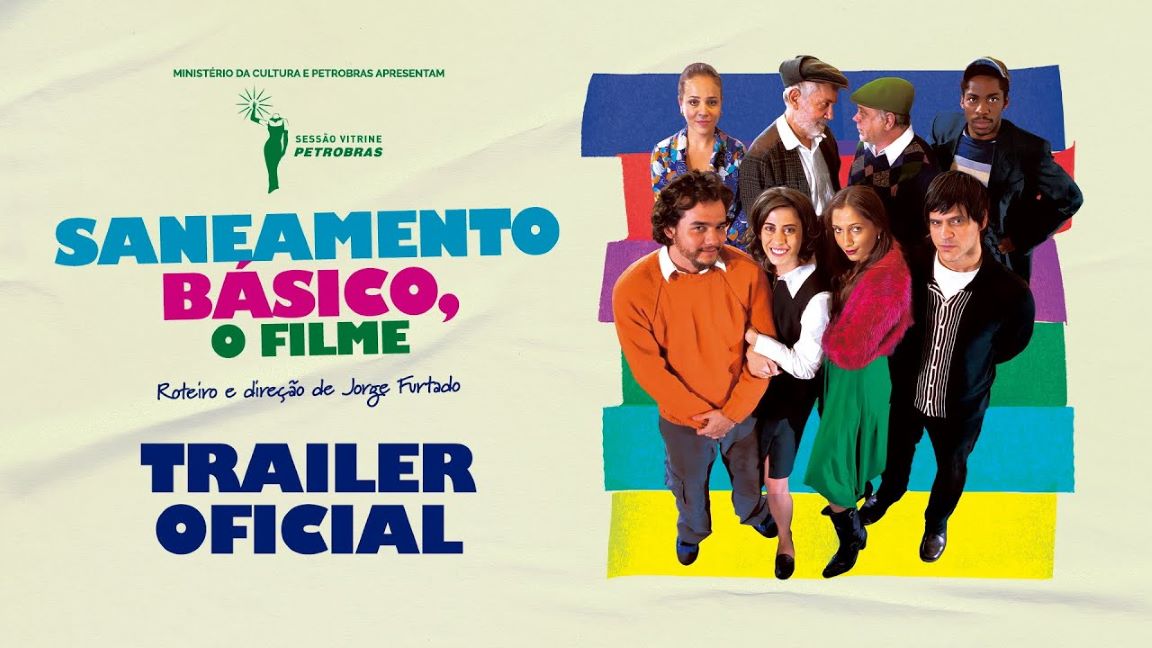 MINISTÉRIO DA CULTURA E PETROBRAS APRESENTAM
SESSÃO VITRINE
PETROBRAS
SANEAMENTO
BÁSICO,
O FILME
Roteiro e direção de Jorge Furtado
TRAILER
OFICIAL